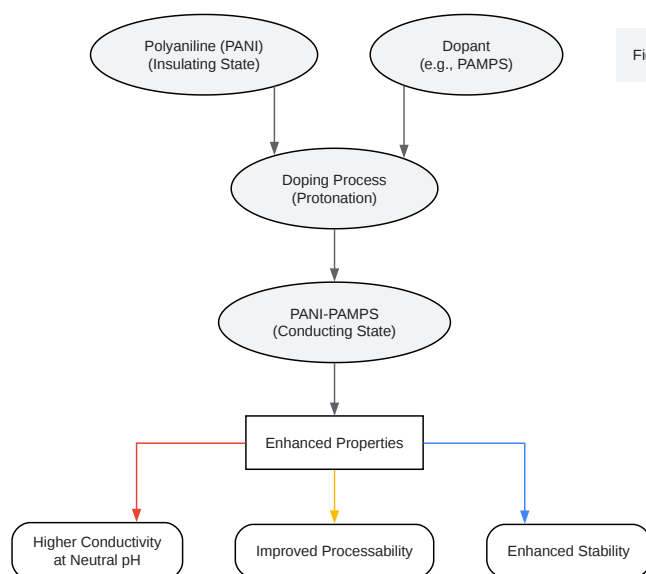 Polyaniline (PANI)
(Insulating State)
Dopant
(e.g., PAMPS)
Doping Process
(Protonation)
PANI-PAMPS
(Conducting State)
Enhanced Properties
Higher Conductivity
at Neutral pH
Improved Processability
Enhanced Stability